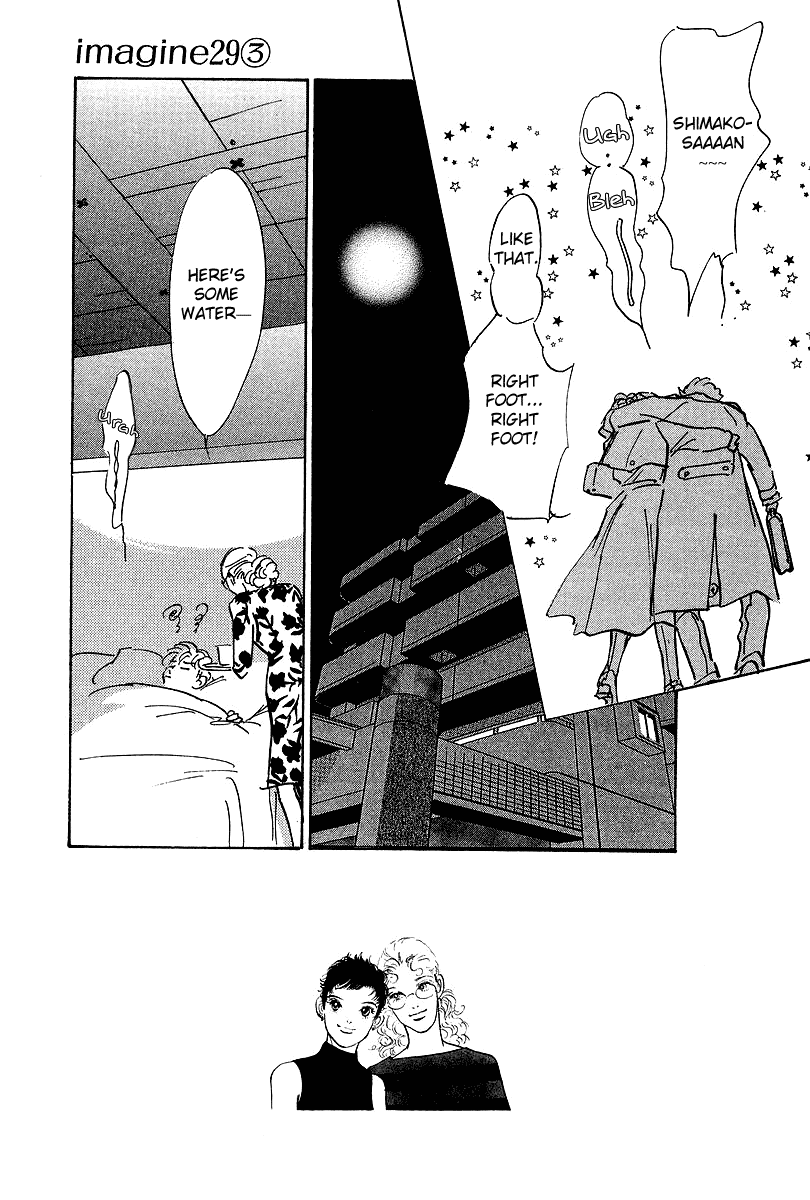 imagine29③
SHIMAKO-
SAAAAN
~~~
Ugh
Bleh
LIKE
THAT.
RIGHT
FOOT...
RIGHT
FOOT!
HERE'S
SOME
WATER—
Urgh